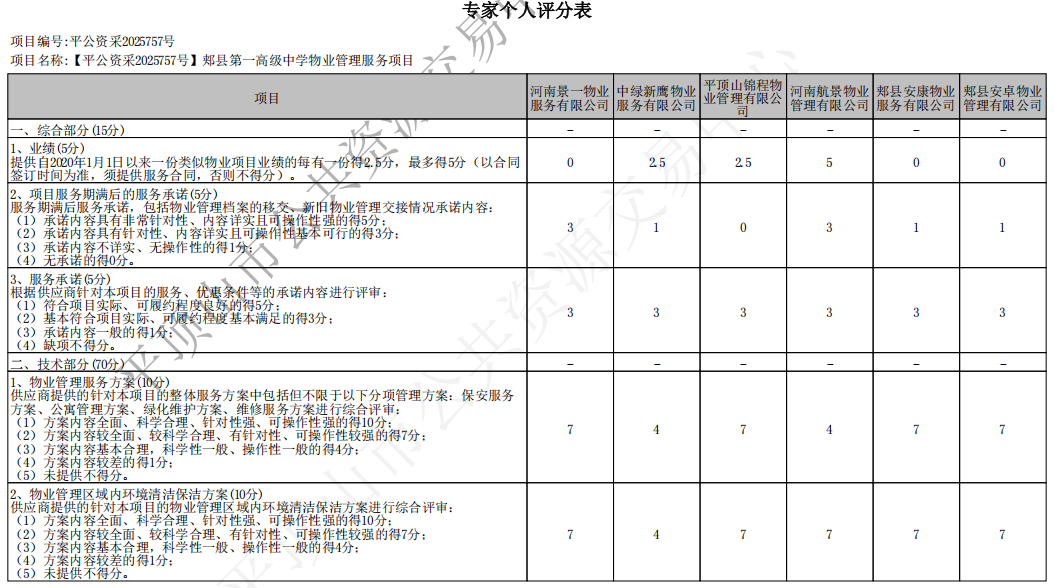 专家个人评分表
项目编号:平公资采2025757号
项目名称:【平公资采2025757号】郏县第一高级中学物业管理服务项目
项目 河南景一物业服务有限公司 中绿新鹰物业服务有限公司 平顶山锦程物业管理有限公司 河南航景物业管理有限公司 郏县安康物业服务有限公司 郏县安卓物业管理有限公司
一、综合部分(15分) – – – – – –
1、业绩(5分)
提供自2020年1月1日以来一份类似物业项目业绩的每有一份得2.5分，最多得5分（以合同
签订时间为准，须提供服务合同，否则不得分）。
0 2.5 2.5 5 0 0
2、项目服务期满后的服务承诺(5分)
服务期满后服务承诺，包括物业管理档案的移交、新旧物业管理交接情况承诺内容：
（1）承诺内容具有非常针对性、内容详实且可操作性强的得5分；
（2）承诺内容具有针对性、内容详实且可操作性基本可行的得3分；
（3）承诺内容不详实、无操作性的得1分；
（4）无承诺的得0分。
3 1 0 3 1 1
3、服务承诺(5分)
根据供应商针对本项目的服务、优惠条件等的承诺内容进行评审：
（1）符合项目实际、可履约程度良好的得5分；
（2）基本符合项目实际、可履约程度基本满足的得3分；
（3）承诺内容一般的得1分；
（4）缺项不得分。
3 3 3 3 3 3
二、技术部分(70分) – – – – – –
1、物业管理服务方案(10分)
供应商提供的针对本项目的整体服务方案中包括但不限于以下分项管理方案：保安服务
方案、公寓管理方案、绿化维护方案、维修服务方案进行综合评审：
（1）方案内容全面、科学合理、针对性强、可操作性强的得10分；
（2）方案内容较全面、较科学合理、有针对性、可操作性较强的得7分；
（3）方案内容基本合理，科学性一般、操作性一般的得4分；
（4）方案内容较差的得1分；
（5）未提供不得分。
7 4 7 4 7 7
2、物业管理区域内环境清洁保洁方案(10分)
供应商提供的针对本项目的物业管理区域内环境清洁保洁方案进行综合评审：
（1）方案内容全面、科学合理、针对性强、可操作性强的得10分；
（2）方案内容较全面、较科学合理、有针对性、可操作性较强的得7分；
（3）方案内容基本合理，科学性一般、操作性一般的得4分；
（4）方案内容较差的得1分；
（5）未提供不得分。
7 4 7 7 7 7
平顶山市公共资源交易中心
平顶山市公共资源交易中心